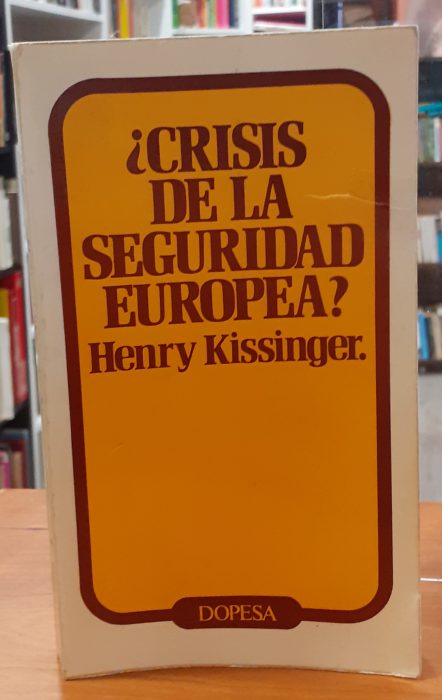 ¿CRISIS
DE LA
SEGURIDAD
EUROPEA?
Henry Kissinger.
DOPESA